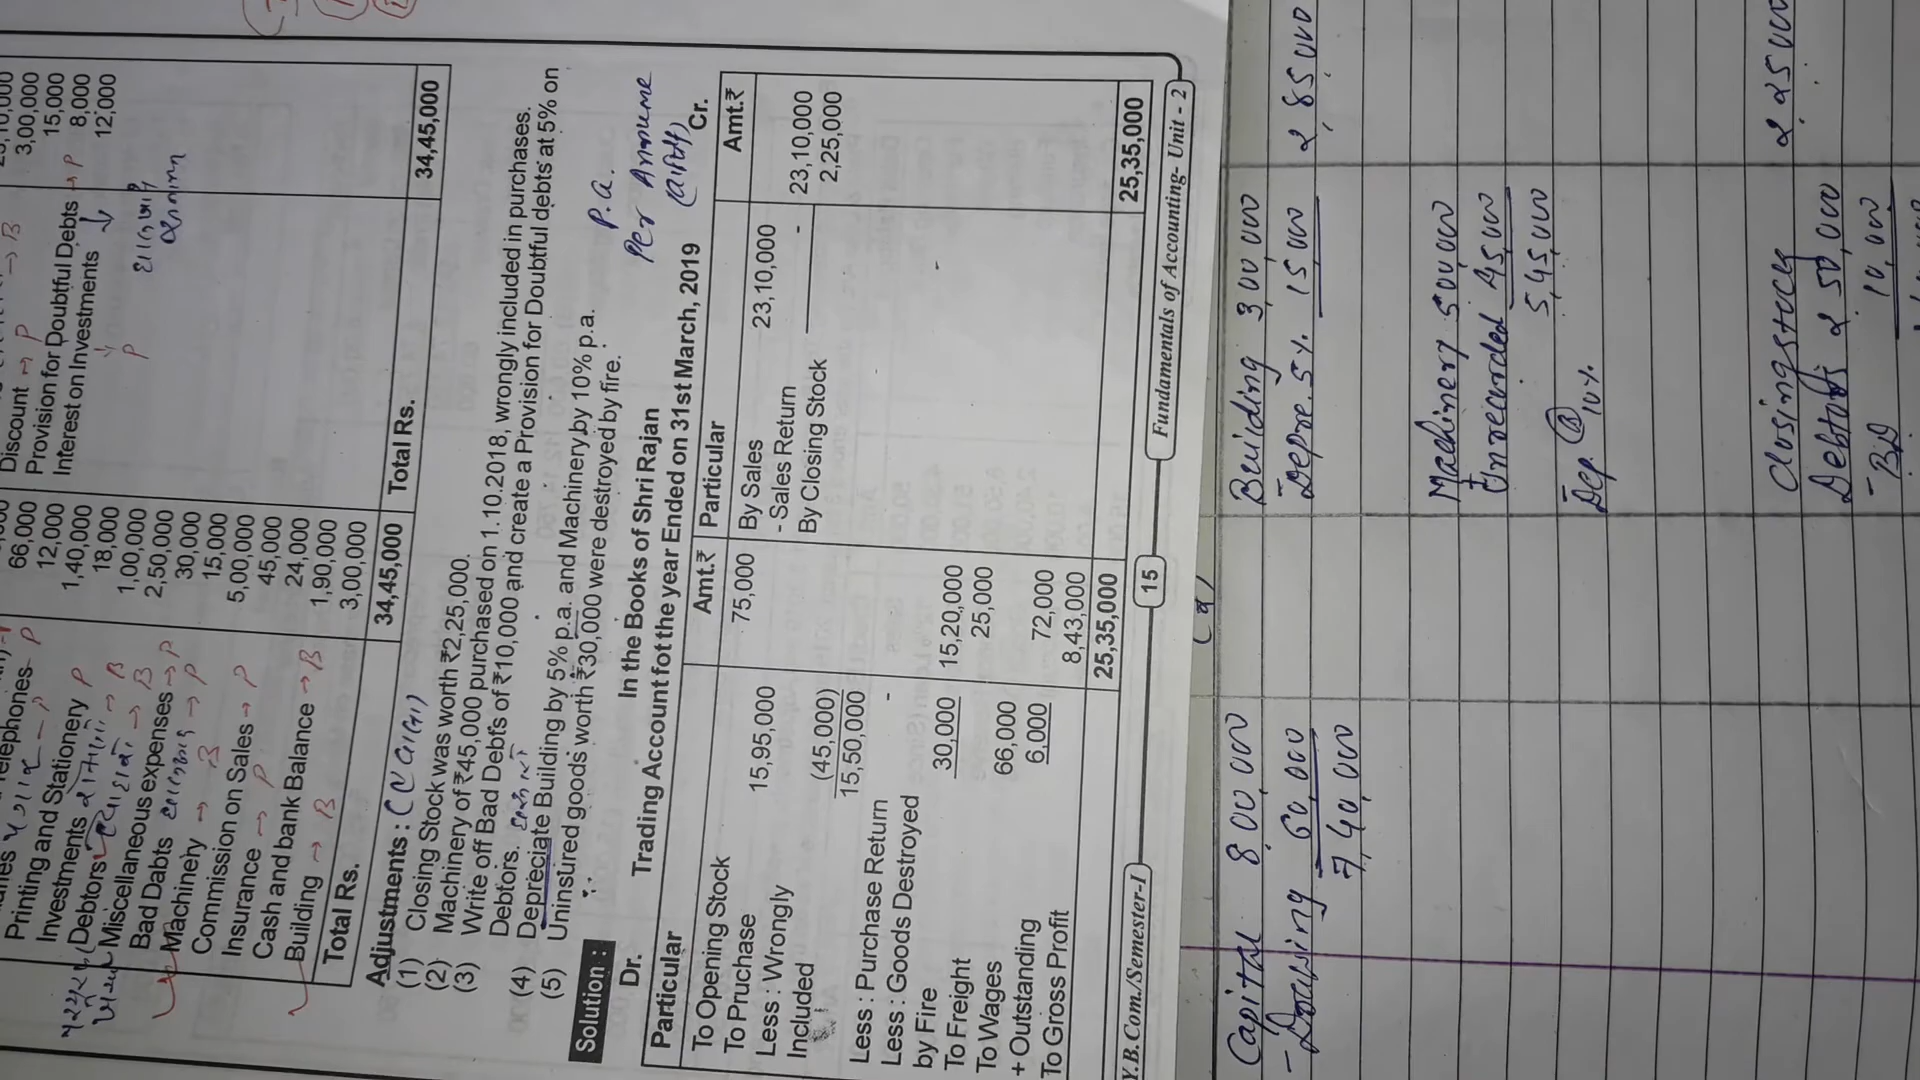 66,000
12,000
1,40,000
18,000
1,00,000
2,50,000
30,000
15,000
5,00,000
45,000
24,000
1,90,000
3,00,000
Printing and Stationery P
Investments
Debtors → B
Miscellaneous expenses → P
Bad Dabts → P
Machinery → B
Commission on Sales → P
Insurance → P
Cash and bank Balance → B
Building → B
Total Rs. 34,45,000 Total Rs. 34,45,000
Discount → P 3,00,000
15,000
Provision for Doubtful Debts → P 8,000
Interest on Investments 12,000
P
Adjustments :
(1) Closing Stock was worth ₹2,25,000.
(2) Machinery of ₹45,000 purchased on 1.10.2018, wrongly included in purchases.
(3) Write off Bad Debts of ₹10,000 and create a Provision for Doubtful debts at 5% on
Debtors.
(4) Depreciate Building by 5% p.a. and Machinery by 10% p.a.
(5) Uninsured goods worth ₹30,000 were destroyed by fire.
P.a.
Per Annume
Solution :
In the Books of Shri Rajan
Dr. Trading Account fot the year Ended on 31st March, 2019 Cr.
Particular Amt.₹ Particular Amt.₹
To Opening Stock 75,000 By Sales 23,10,000
To Pruchase 15,95,000 - Sales Return - 23,10,000
Less : Wrongly By Closing Stock 2,25,000
Included (45,000)
15,50,000
Less : Purchase Return -
Less : Goods Destroyed
by Fire 30,000 15,20,000
To Freight 25,000
To Wages 66,000
+ Outstanding 6,000 72,000
To Gross Profit 8,43,000
25,35,000 25,35,000
Y.B. Com./Semester-I 15 Fundamentals of Accounting- Unit - 2
Capital 8,00,000
- 60,000
7,40,000
Building 3,00,000
- Depre. 5% 15,000 2,85,000
Machinery 5,00,000
+ Unrecorded 45,000
5,45,000
- Dep. @ 10%
Closing stock 2,25,000
Debtors 2,50,000
- BD 10,000